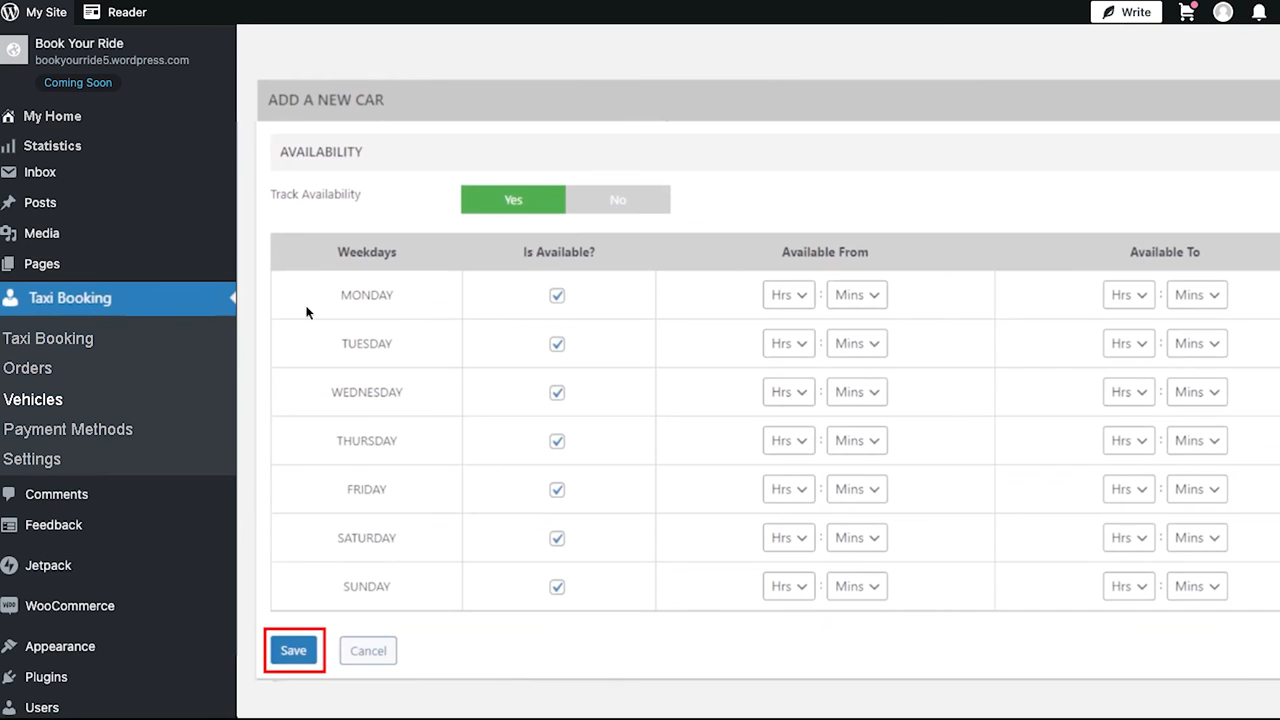 My Site
Reader
Write
Book Your Ride
bookyourride5.wordpress.com
Coming Soon
My Home
Statistics
Inbox
Posts
Media
Pages
Taxi Booking
Taxi Booking
Orders
Vehicles
Payment Methods
Settings
Comments
Feedback
Jetpack
WooCommerce
Appearance
Plugins
Users
ADD A NEW CAR
AVAILABILITY
Track Availability Yes No
Weekdays Is Available? Available From Available To
MONDAY Hrs : Mins Hrs : Mins
TUESDAY Hrs : Mins Hrs : Mins
WEDNESDAY Hrs : Mins Hrs : Mins
THURSDAY Hrs : Mins Hrs : Mins
FRIDAY Hrs : Mins Hrs : Mins
SATURDAY Hrs : Mins Hrs : Mins
SUNDAY Hrs : Mins Hrs : Mins
Save Cancel